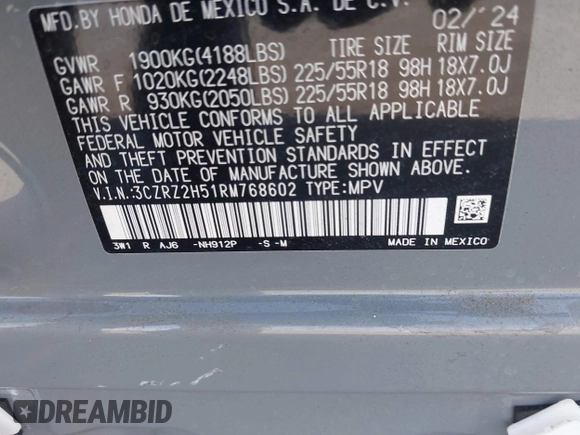 MFD.BY HONDA DE MEXICO S.A. DE C.V. 02/'24
GVWR 1900KG(4188LBS) TIRE SIZE RIM SIZE
GAWR F 1020KG(2248LBS) 225/55R18 98H 18X7.0J
GAWR R 930KG(2050LBS) 225/55R18 98H 18X7.0J
THIS VEHICLE CONFORMS TO ALL APPLICABLE
FEDERAL MOTOR VEHICLE SAFETY
AND THEFT PREVENTION STANDARDS IN EFFECT
ON THE DATE OF MANUFACTURE SHOWN ABOVE.
V.I.N.:3CZRZ2H51RM768602 TYPE:MPV
3W1 R AJ6 -NH912P -S-M MADE IN MEXICO
DREAMBID